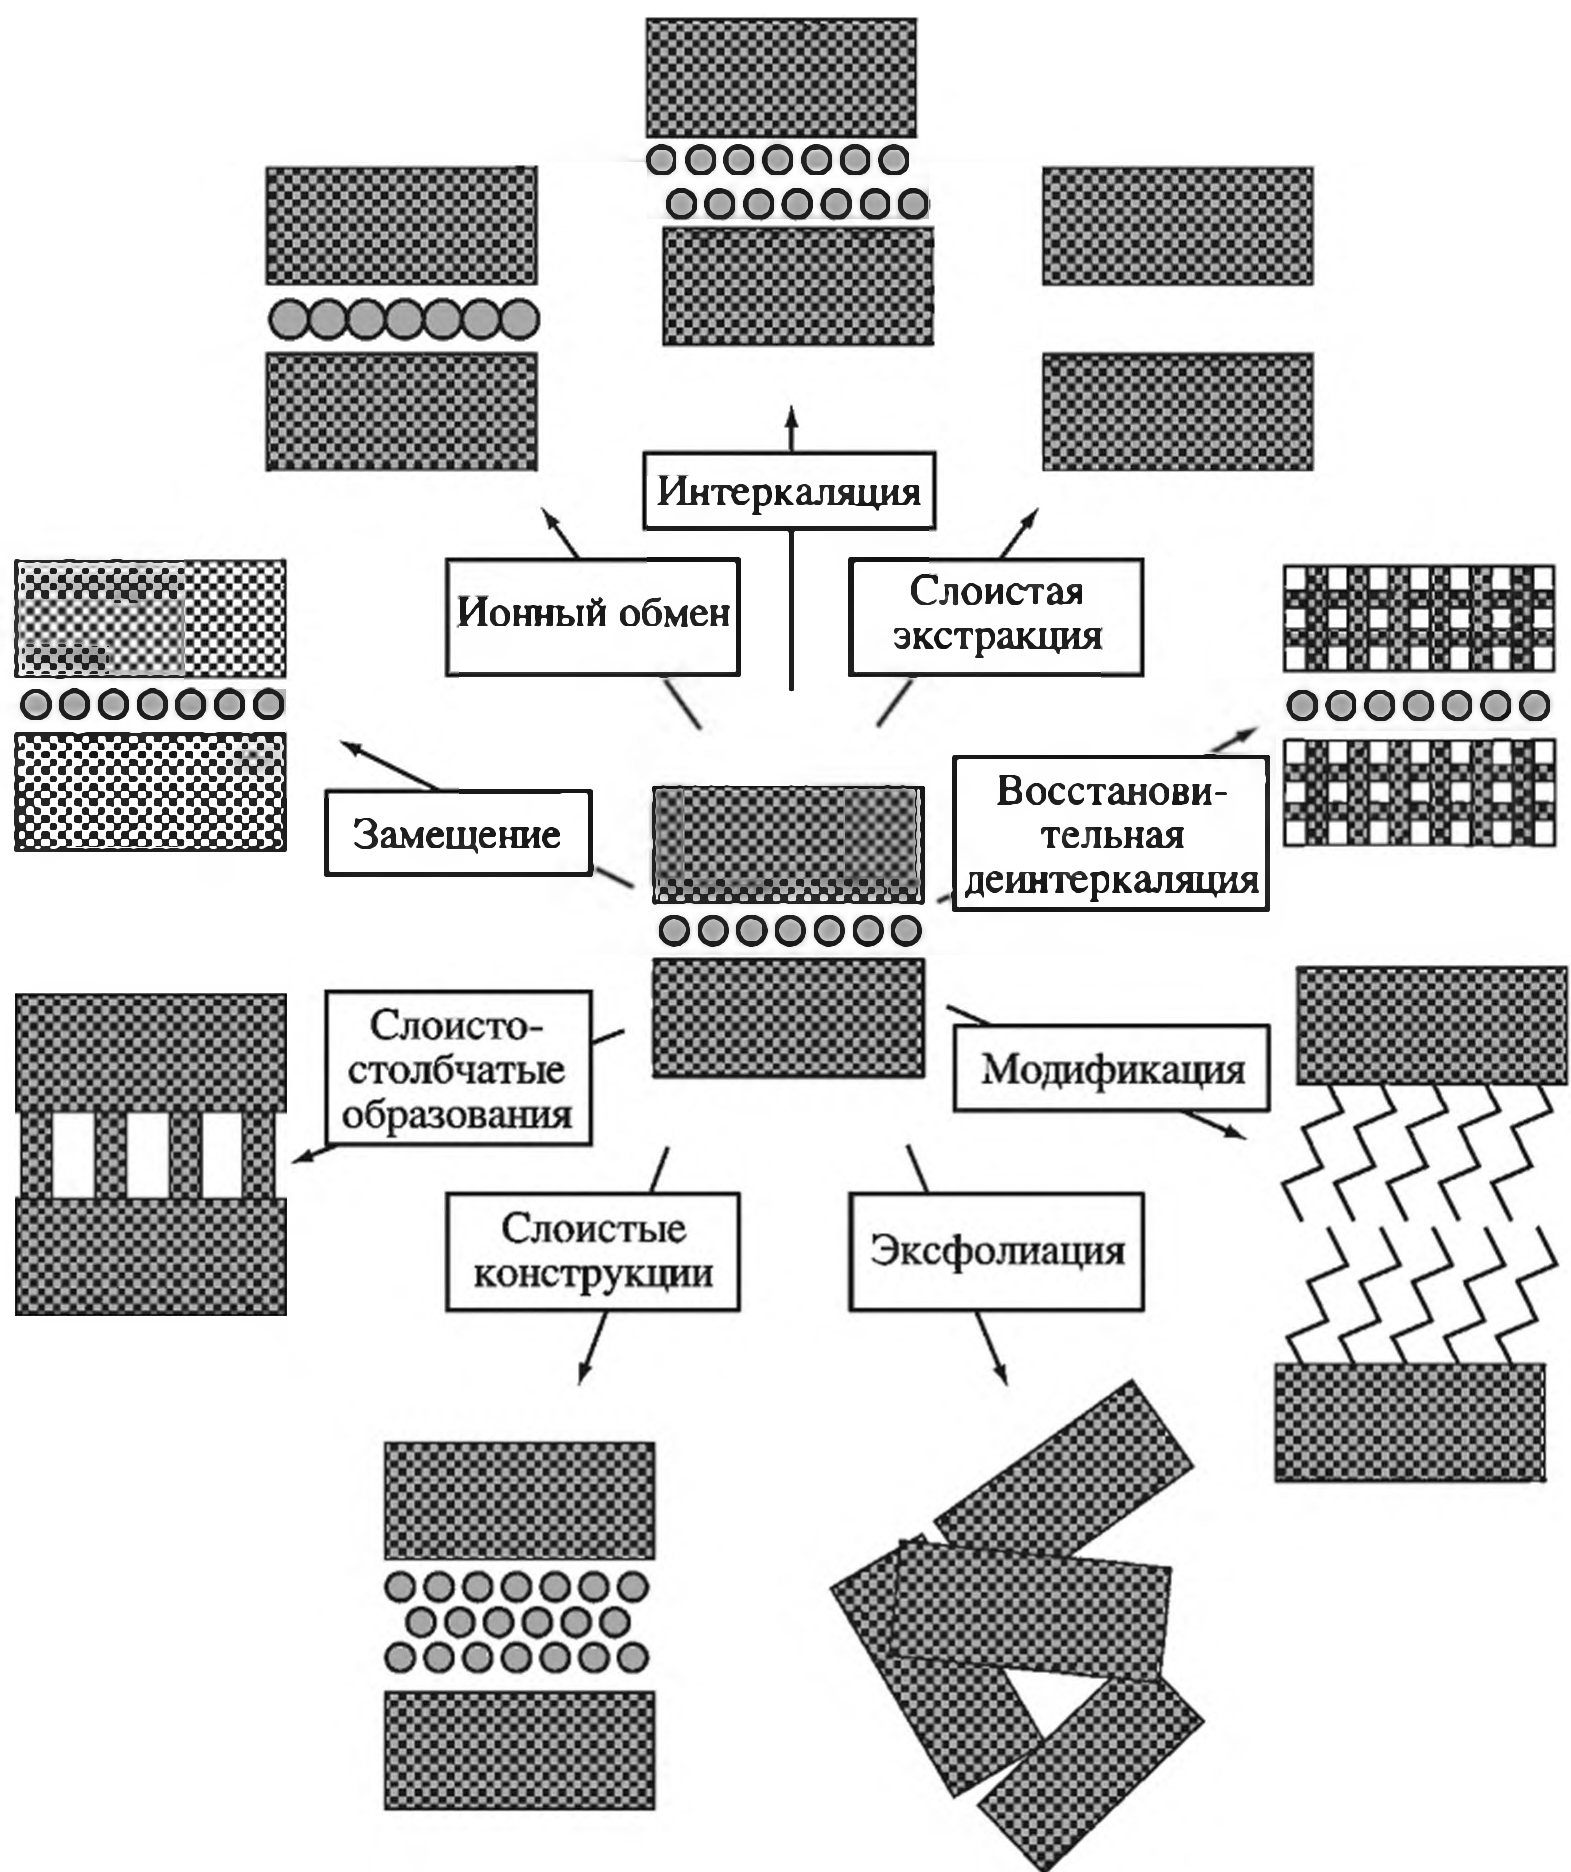 Интеркаляция
Ионный обмен
Слоистая
экстракция
Замещение
Восстанови-
тельная
деинтеркаляция
Слоисто-
столбчатые
образования
Модификация
Слоистые
конструкции
Эксфолиация